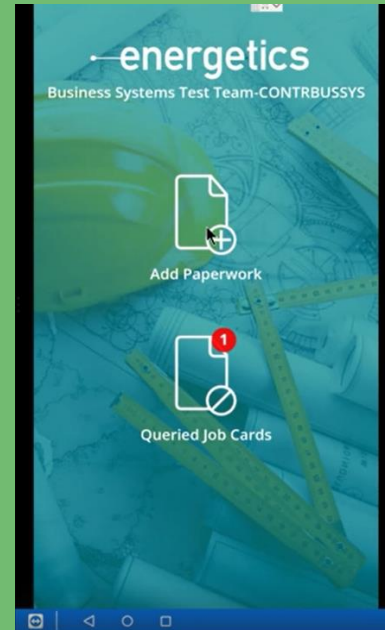 energetics
Business Systems Test Team-CONTRBUSSYS
Add Paperwork
1
Queried Job Cards